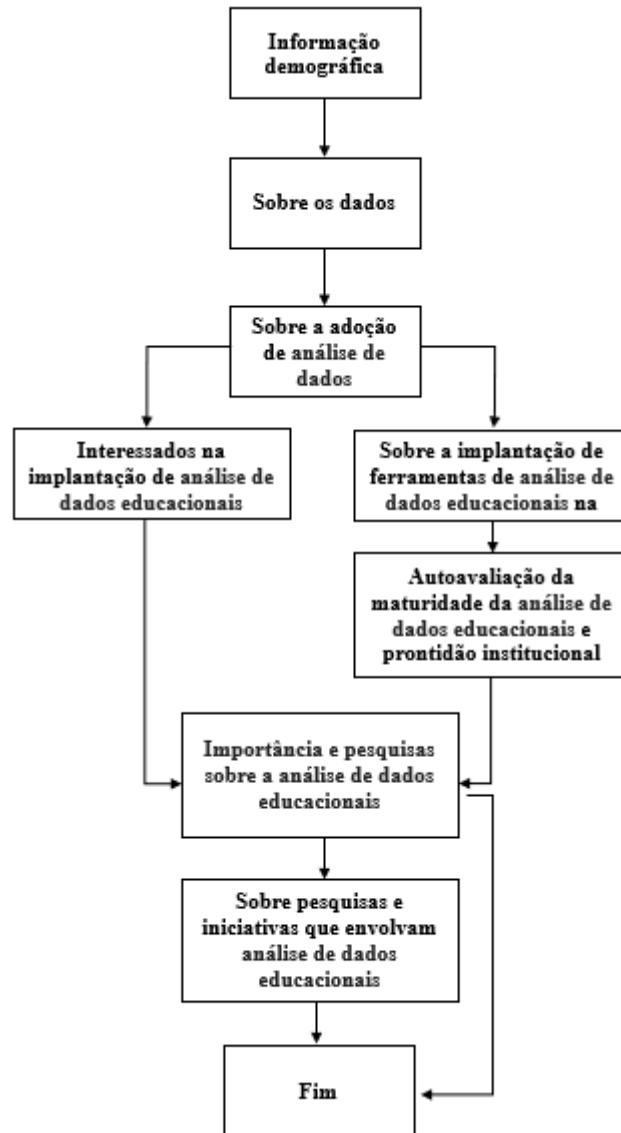 Informação
demográfica
Sobre os dados
Sobre a adoção
de análise de
dados
Interessados na
implantação de análise de
dados educacionais
Sobre a implantação de
ferramentas de análise de
dados educacionais na
Autoavaliação da
maturidade da análise de
dados educacionais e
prontidão institucional
Importância e pesquisas
sobre a análise de dados
educacionais
Sobre pesquisas e
iniciativas que envolvam
análise de dados
educacionais
Fim